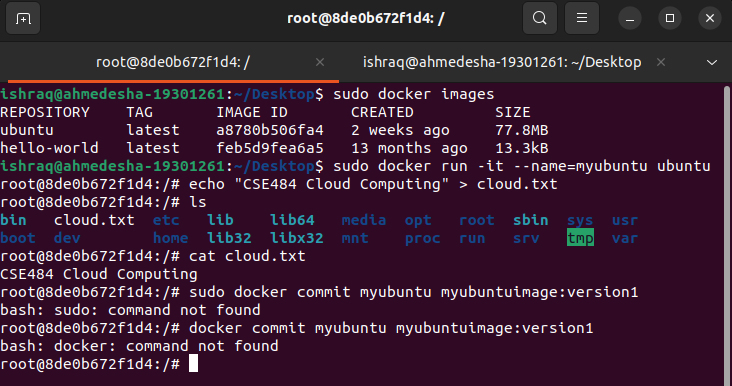 root@8de0b672f1d4: /
root@8de0b672f1d4: / × ishraq@ahmedesha-19301261: ~/Desktop ×
ishraq@ahmedesha-19301261:~/Desktop$ sudo docker images
REPOSITORY TAG IMAGE ID CREATED SIZE
ubuntu latest a8780b506fa4 2 weeks ago 77.8MB
hello-world latest feb5d9fea6a5 13 months ago 13.3kB
ishraq@ahmedesha-19301261:~/Desktop$ sudo docker run -it --name=myubuntu ubuntu
root@8de0b672f1d4:/# echo "CSE484 Cloud Computing" > cloud.txt
root@8de0b672f1d4:/# ls
bin cloud.txt etc lib lib64 media opt root sbin sys usr
boot dev home lib32 libx32 mnt proc run srv tmp var
root@8de0b672f1d4:/# cat cloud.txt
CSE484 Cloud Computing
root@8de0b672f1d4:/# sudo docker commit myubuntu myubuntuimage:version1
bash: sudo: command not found
root@8de0b672f1d4:/# docker commit myubuntu myubuntuimage:version1
bash: docker: command not found
root@8de0b672f1d4:/#